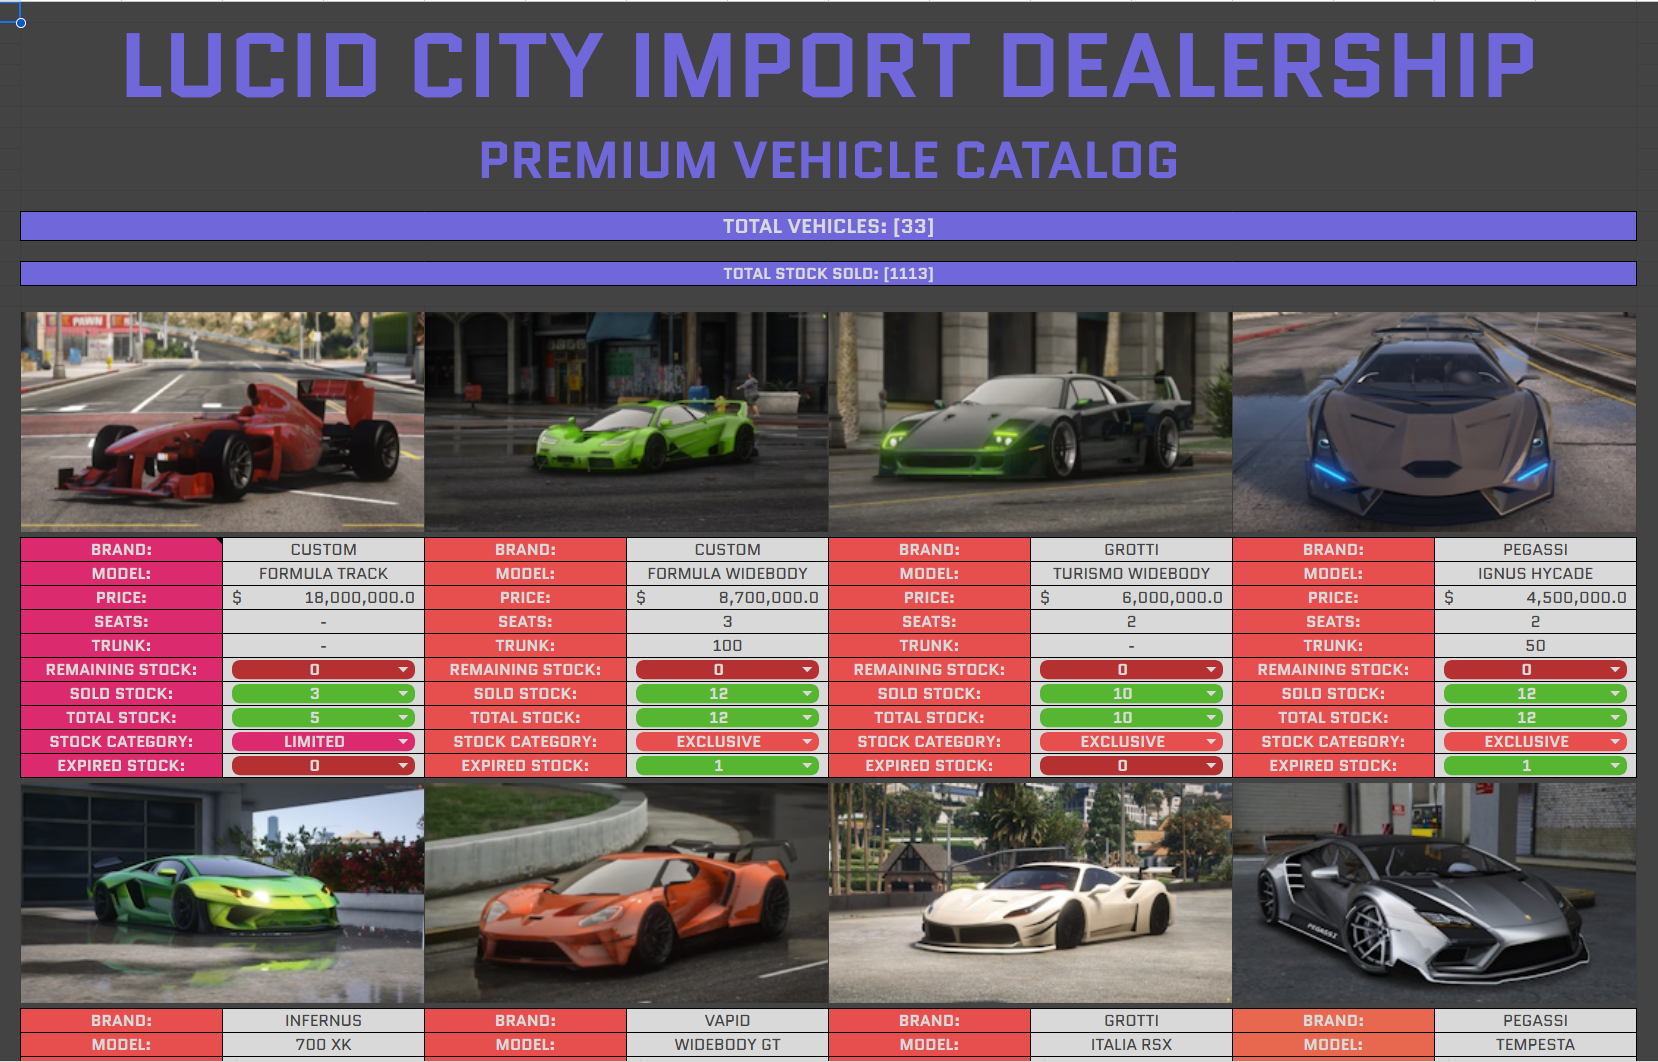 LUCID CITY IMPORT DEALERSHIP
PREMIUM VEHICLE CATALOG
TOTAL VEHICLES: [33]
TOTAL STOCK SOLD: [1113]
PAWN
BRAND: CUSTOM BRAND: CUSTOM BRAND: GROTTI BRAND: PEGASSI
MODEL: FORMULA TRACK MODEL: FORMULA WIDEBODY MODEL: TURISMO WIDEBODY MODEL: IGNUS HYCADE
PRICE: $ 18,000,000.0 PRICE: $ 8,700,000.0 PRICE: $ 6,000,000.0 PRICE: $ 4,500,000.0
SEATS: - SEATS: 3 SEATS: 2 SEATS: 2
TRUNK: - TRUNK: 100 TRUNK: - TRUNK: 50
REMAINING STOCK: 0 REMAINING STOCK: 0 REMAINING STOCK: 0 REMAINING STOCK: 0
SOLD STOCK: 3 SOLD STOCK: 12 SOLD STOCK: 10 SOLD STOCK: 12
TOTAL STOCK: 5 TOTAL STOCK: 12 TOTAL STOCK: 10 TOTAL STOCK: 12
STOCK CATEGORY: LIMITED STOCK CATEGORY: EXCLUSIVE STOCK CATEGORY: EXCLUSIVE STOCK CATEGORY: EXCLUSIVE
EXPIRED STOCK: 0 EXPIRED STOCK: 1 EXPIRED STOCK: 0 EXPIRED STOCK: 1
PEGASSI
BRAND: INFERNUS BRAND: VAPID BRAND: GROTTI BRAND: PEGASSI
MODEL: 700 XK MODEL: WIDEBODY GT MODEL: ITALIA RSX MODEL: TEMPESTA